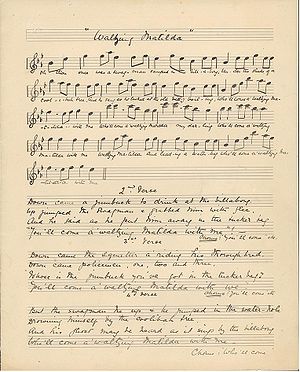 "Waltzing Matilda"
Oh there once was a swagman camped in a billabong, under the shade of a
Coolibah tree, And he sang as he looked at his old billy boiling, who'll come a waltzing
Matilda with me Who'll come a waltzing Matilda my darling who'll come a waltzing
Matilda with me waltzing Matilda and leading a water bag who'll come a waltzing
Matilda with me
2nd Verse
Down came a jumbuck to drink at the billabong
Up jumped the swagman & grabbed him with glee
And he said as he put him away in the tucker bag
"You'll come a waltzing Matilda with me"!
Chorus: You'll come etc
3rd Verse
Down came the Squatter a riding his thoroughbred
Down came policemen one two and three
Whose is the jumbuck you've got in the tucker bag?
You'll come a waltzing Matilda with we
Chorus: You'll come etc
4th Verse
But the swagman he up & he jumped in the water-hole
Drowning himself by the Coolibah tree
And his ghost may be heard as it sings by the billabong
Who'll come a waltzing Matilda with me
Chorus: Who'll come